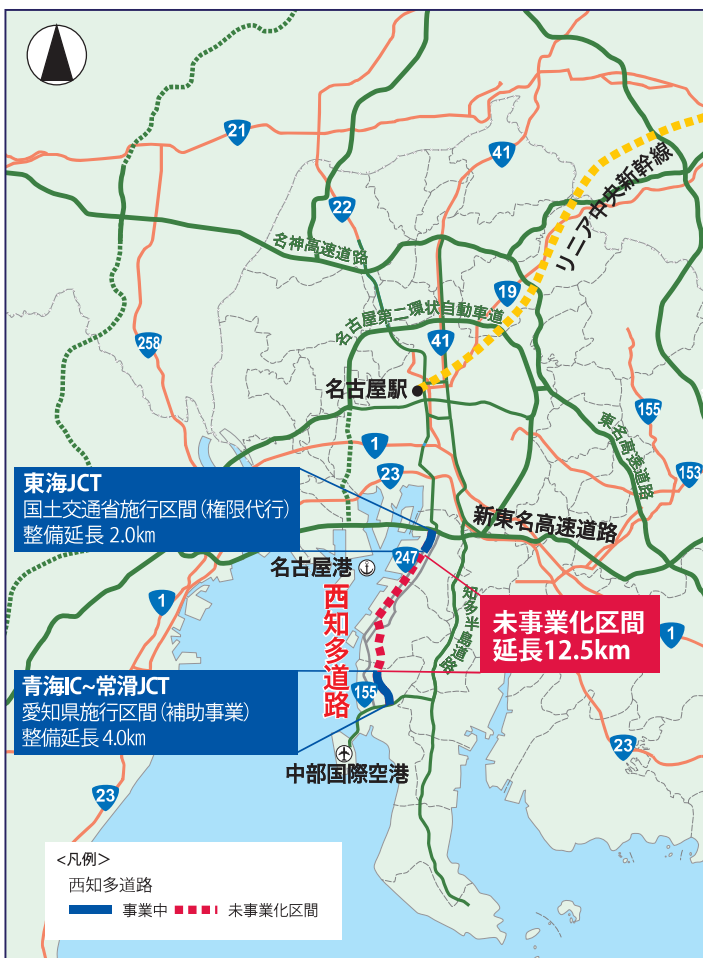 21
41
22
リニア中央新幹線
名神高速道路
19
名古屋第二環状自動車道
258
41
名古屋駅
155
東名高速道路
1
153
23
東海JCT
国土交通省施行区間(権限代行)
整備延長 2.0km
新東名高速道路
247
名古屋港
西知多道路
知多半島道路
1
未事業化区間
延長12.5km
1
青海IC~常滑JCT
愛知県施行区間(補助事業)
整備延長 4.0km
155
23
中部国際空港
23
<凡例>
西知多道路
事業中 未事業化区間